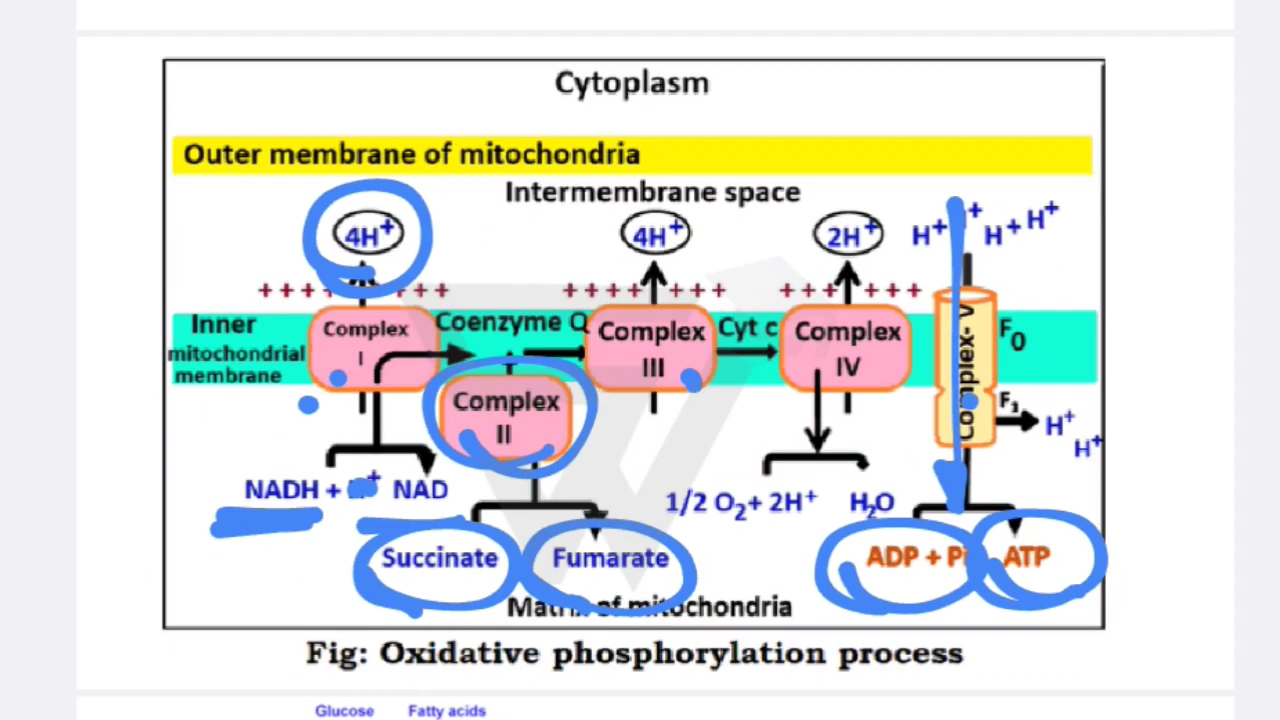 Cytoplasm
Outer membrane of mitochondria
Intermembrane space
4H+ 4H+ 2H+ H+ H+ H+
++++ +++ ++++ +++ +++ +++
Inner mitochondrial membrane
Complex I
Coenzyme Q
Complex III
Cyt c
Complex IV
Complex- V
F0
Complex II
F1
H+
H+
NADH + NAD
1/2 O2+ 2H+ H2O
Succinate Fumarate
ADP + Pi ATP
Matrix of mitochondria
Fig: Oxidative phosphorylation process
Glucose Fatty acids